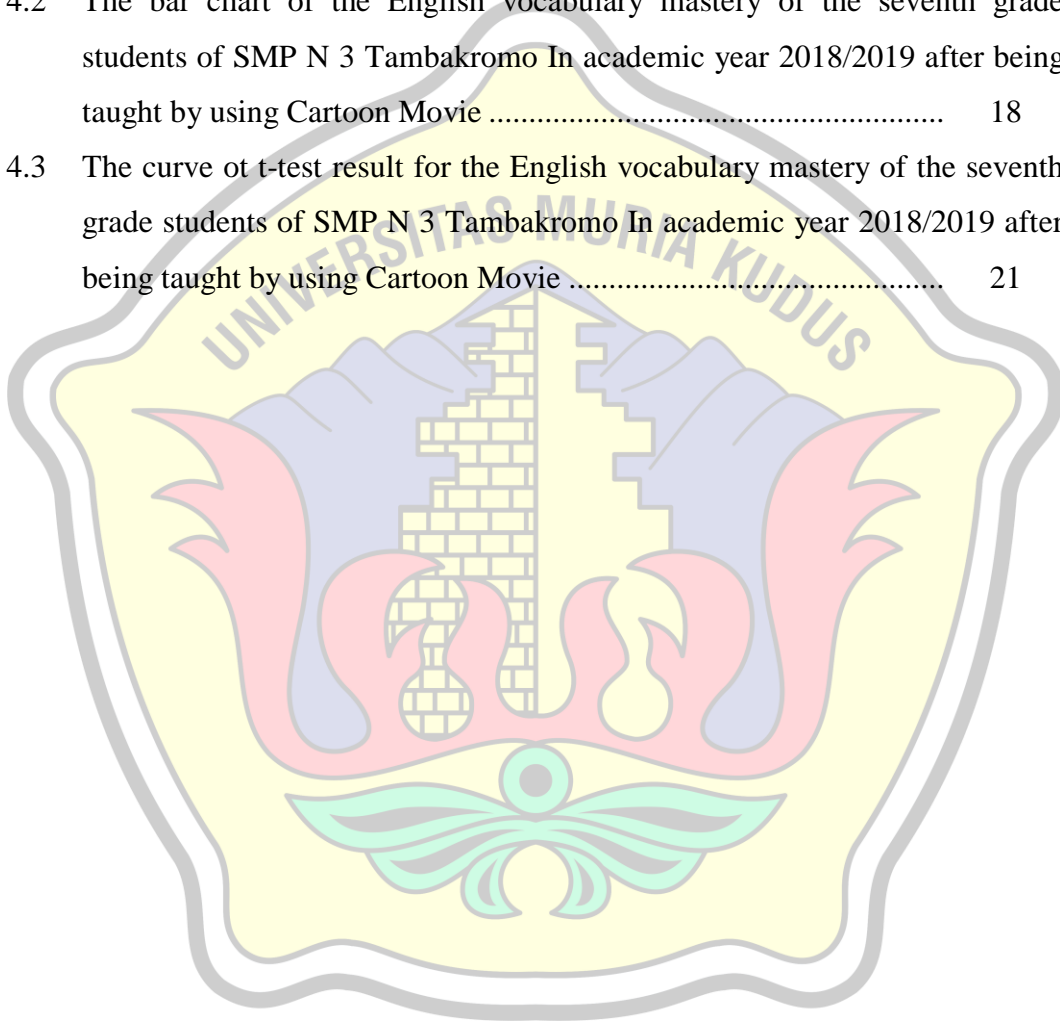 4.2 The bar chart of the English vocabulary mastery of the seventh grade
students of SMP N 3 Tambakromo In academic year 2018/2019 after being
taught by using Cartoon Movie ....................................................... 18
4.3 The curve ot t-test result for the English vocabulary mastery of the seventh
grade students of SMP N 3 Tambakromo In academic year 2018/2019 after
being taught by using Cartoon Movie ............................................. 21
UNIVERSITAS MURIA KUDUS